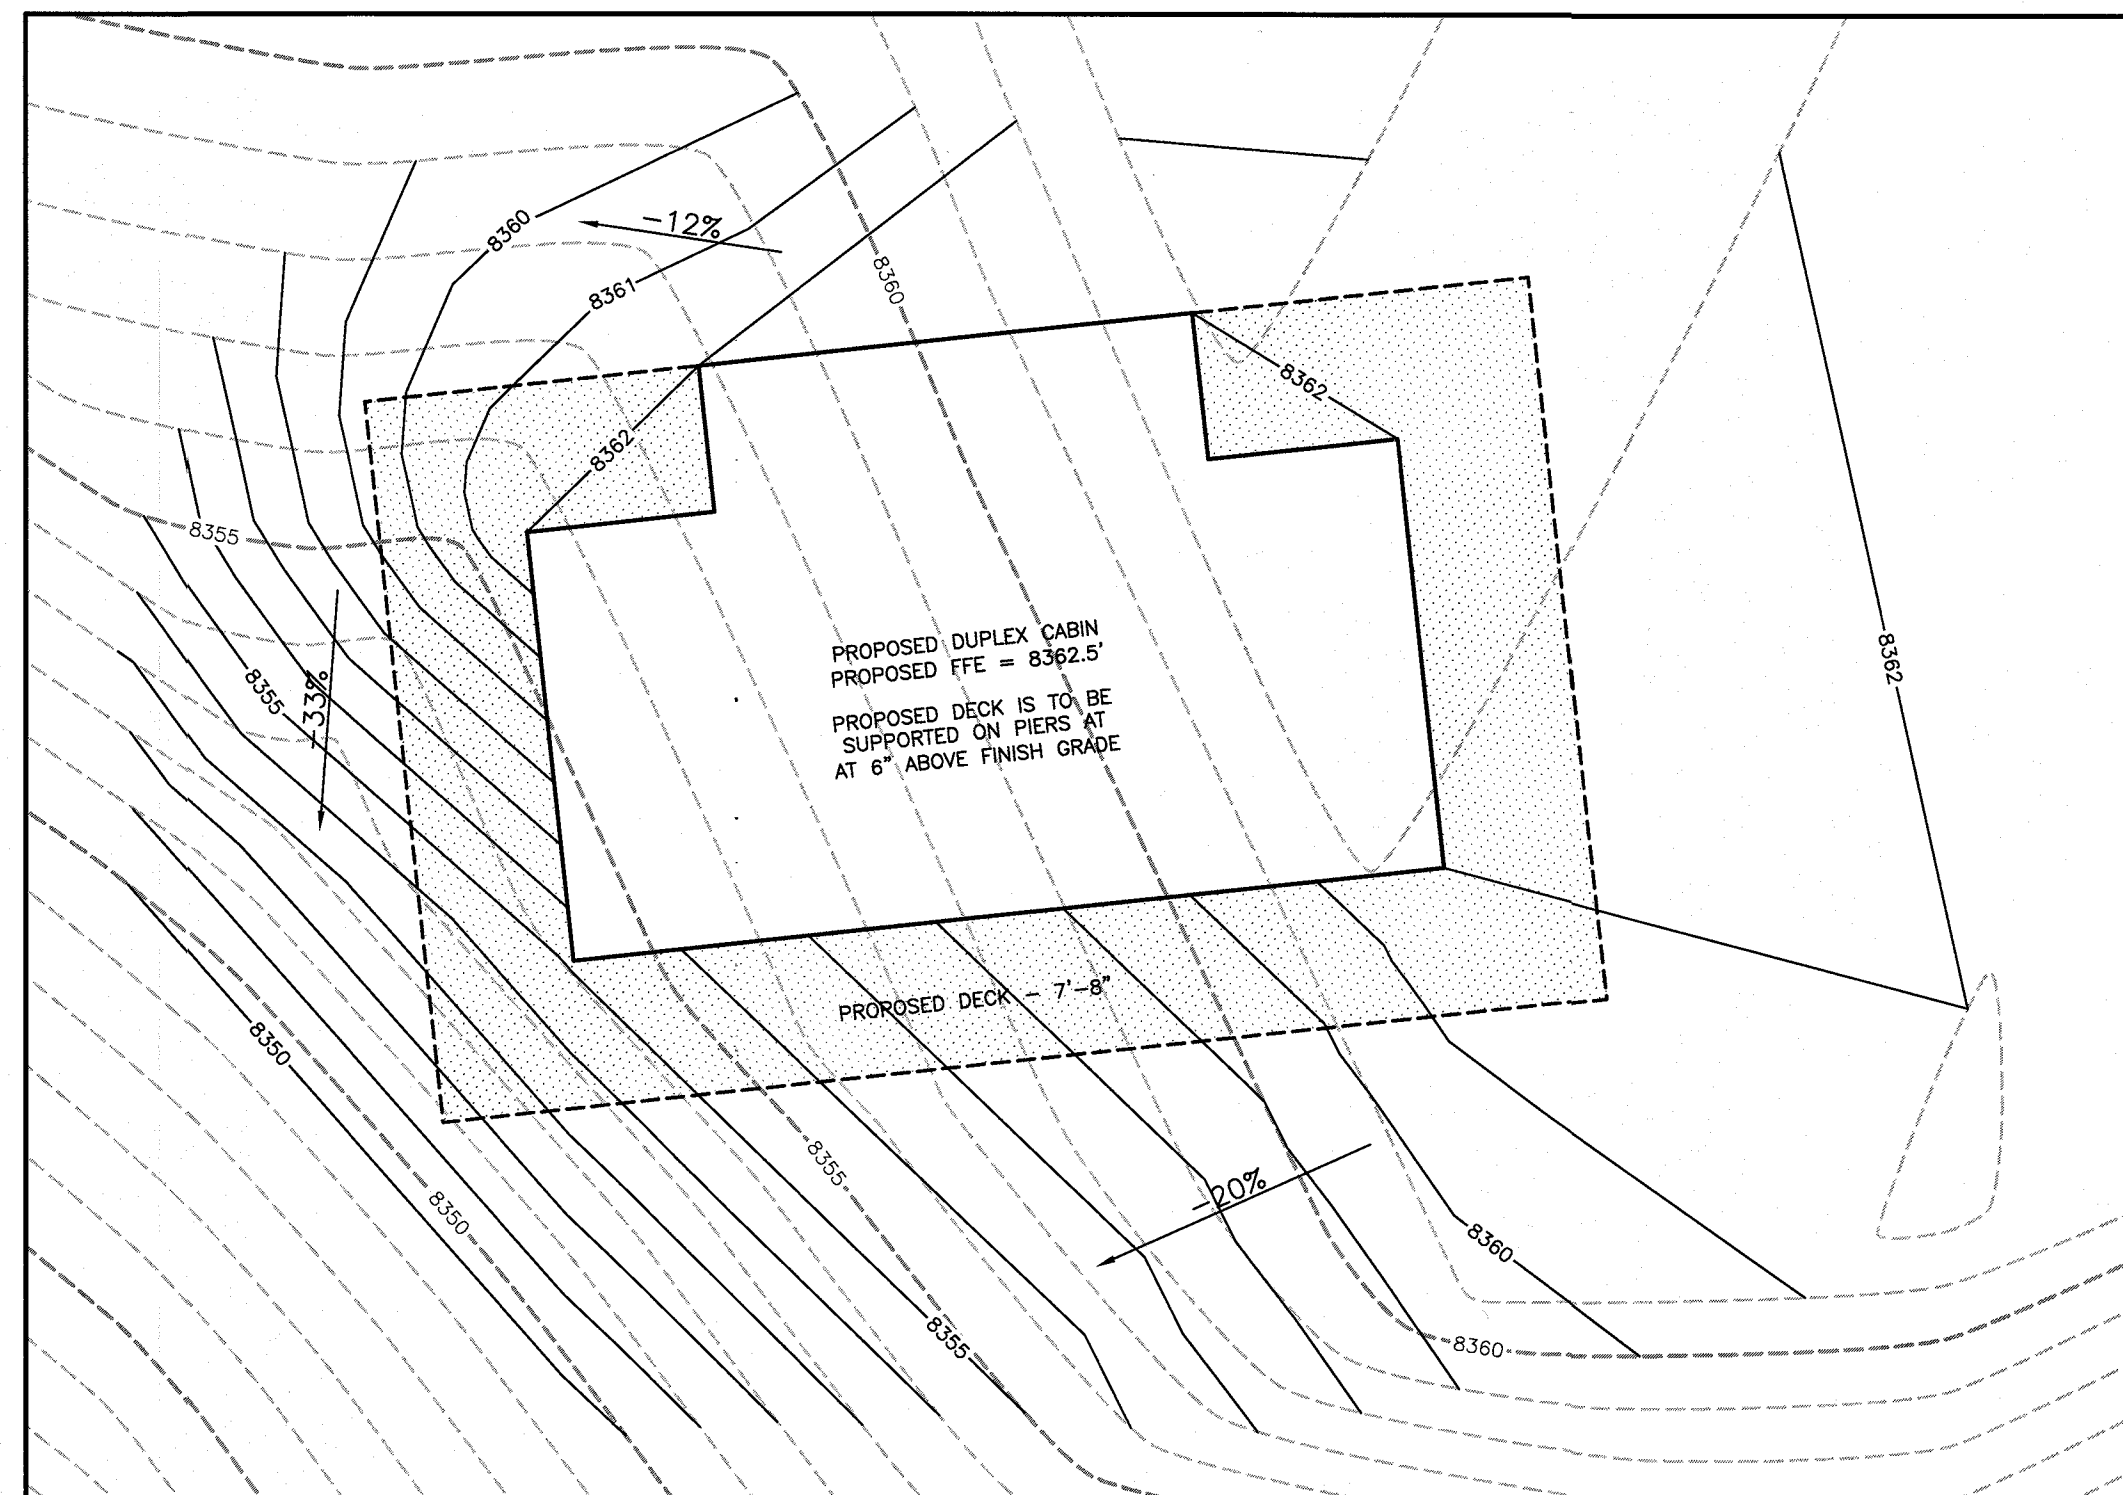 -12%
8360
8361
8360
8362
8362
8355
PROPOSED DUPLEX CABIN
PROPOSED FFE = 8362.5'
8362
8355
-33%
PROPOSED DECK IS TO BE
SUPPORTED ON PIERS AT
AT 6" ABOVE FINISH GRADE
PROPOSED DECK - 7'-8"
8350
8355
8350
-20%
8360
8355
8360